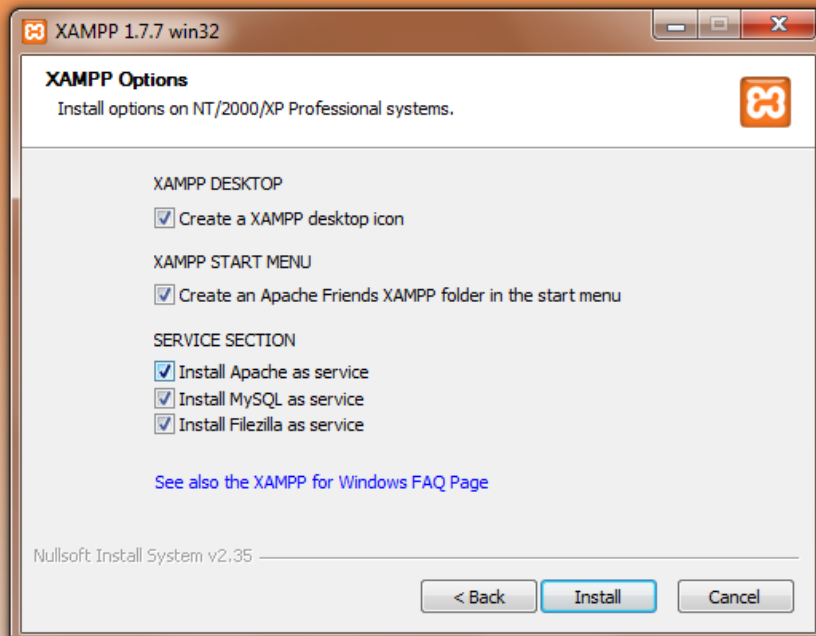 XAMPP 1.7.7 win32
XAMPP Options
Install options on NT/2000/XP Professional systems.
XAMPP DESKTOP
Create a XAMPP desktop icon
XAMPP START MENU
Create an Apache Friends XAMPP folder in the start menu
SERVICE SECTION
Install Apache as service
Install MySQL as service
Install Filezilla as service
See also the XAMPP for Windows FAQ Page
Nullsoft Install System v2.35
< Back
Install
Cancel